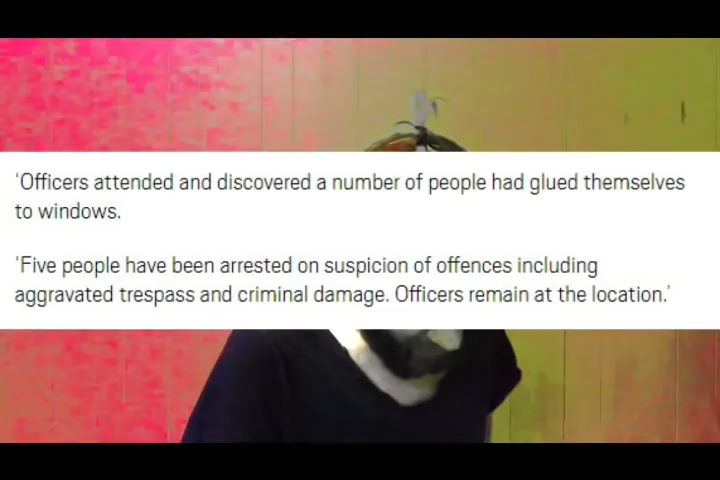 ‘Officers attended and discovered a number of people had glued themselves
to windows.
‘Five people have been arrested on suspicion of offences including
aggravated trespass and criminal damage. Officers remain at the location.’